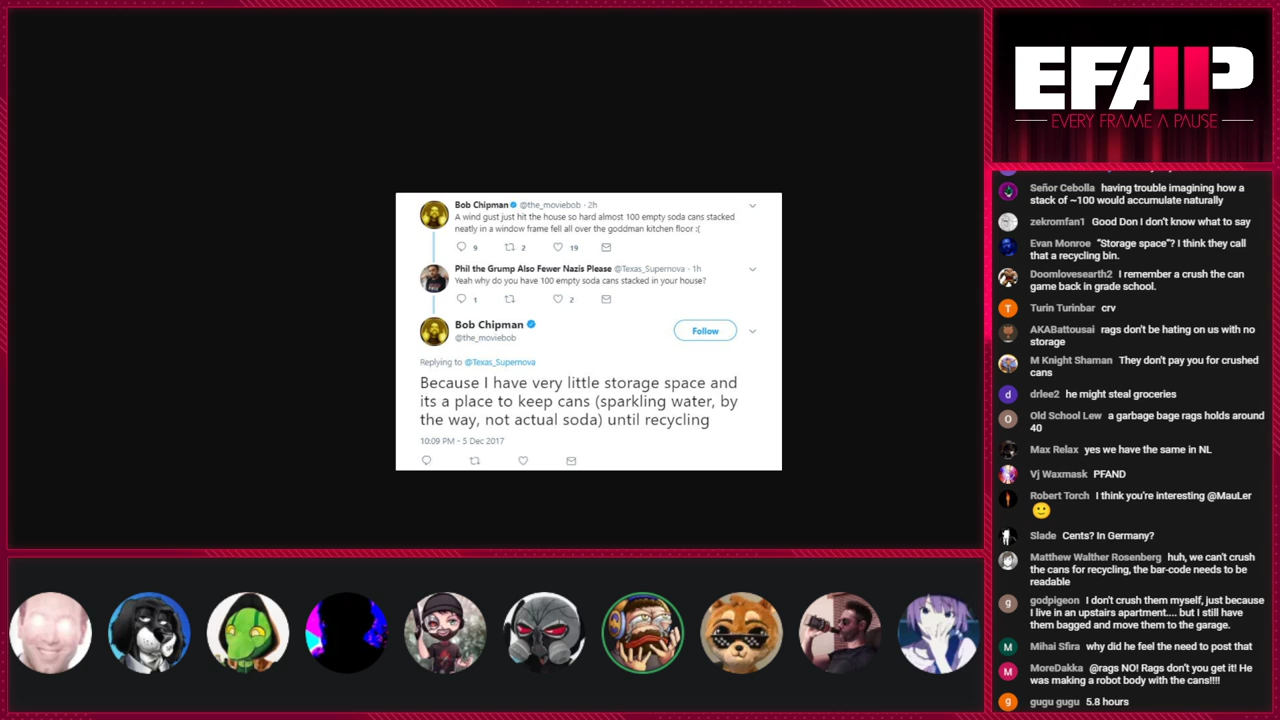 Bob Chipman @the_moviebob · 2h
A wind gust just hit the house so hard almost 100 empty soda cans stacked
neatly in a window frame fell all over the goddman kitchen floor :(
9 2 19
Phil the Grump Also Fewer Nazis Please @Texas_Supernova · 1h
Yeah why do you have 100 empty soda cans stacked in your house?
1 2
Bob Chipman
@the_moviebob
Follow
Replying to @Texas_Supernova
Because I have very little storage space and
its a place to keep cans (sparkling water, by
the way, not actual soda) until recycling
10:09 PM - 5 Dec 2017
EFAP
EVERY FRAME A PAUSE
Señor Cebolla having trouble imagining how a
stack of ~100 would accumulate naturally
zekromfan1 Good Don I don't know what to say
Evan Monroe “Storage space”? I think they call
that a recycling bin.
Doomlovesearth2 I remember a crush the can
game back in grade school.
T
Turin Turinbar crv
AKABattousai rags don't be hating on us with no
storage
M Knight Shaman They don't pay you for crushed
cans
d
drlee2 he might steal groceries
O
Old School Lew a garbage bage rags holds around
40
Max Relax yes we have the same in NL
Vj Waxmask PFAND
Robert Torch I think you're interesting @MauLer
🙂
Slade Cents? In Germany?
Matthew Walther Rosenberg huh, we can't crush
the cans for recycling, the bar-code needs to be
readable
g
godpigeon I don't crush them myself, just because
I live in an upstairs apartment.... but I still have
them bagged and move them to the garage.
M
Mihai Sfira why did he feel the need to post that
M
MoreDakka @rags NO! Rags don't you get it! He
was making a robot body with the cans!!!!
g
gugu gugu 5.8 hours